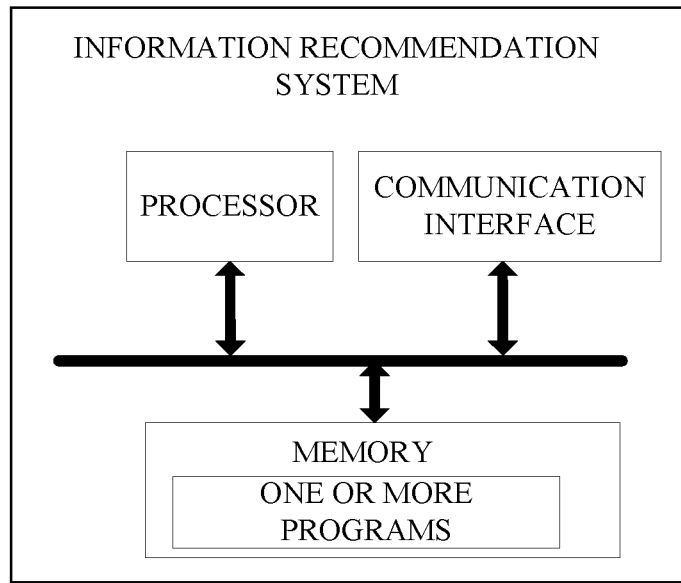 INFORMATION RECOMMENDATION
SYSTEM
PROCESSOR
COMMUNICATION
INTERFACE
MEMORY
ONE OR MORE
PROGRAMS